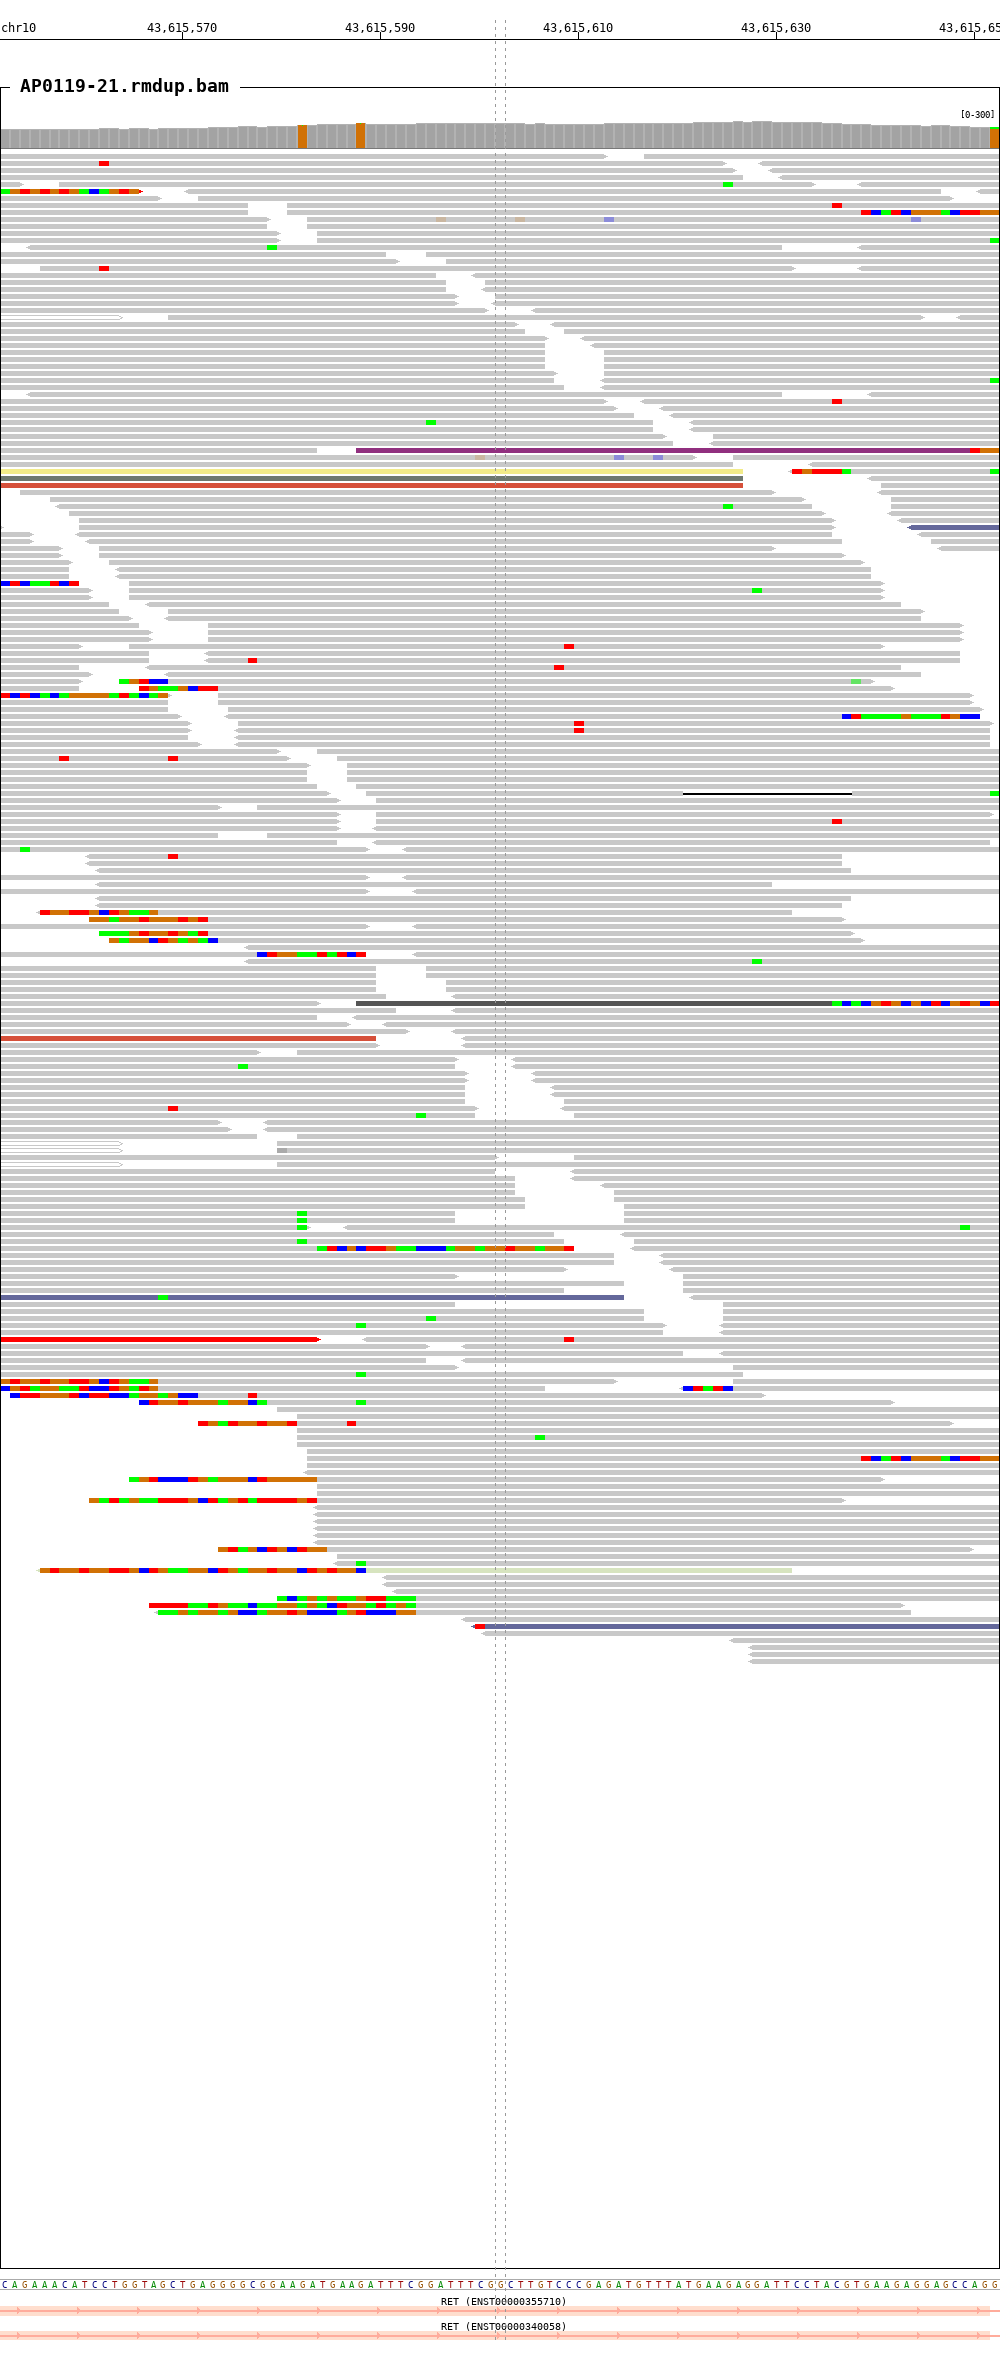 chr10 43,615,570 43,615,590 43,615,610 43,615,630 43,615,65
AP0119-21.rmdup.bam
[0-300]
CAGAAACATCCTGGTAGCTGAGGGGCGGAAGATGAAGATTTCGGATTTCGGCTTGTCCCGAGATGTTTATGAAGAGGATTCCTACGTGAAGAGGAGCCAGG
RET (ENST00000355710)
RET (ENST00000340058)